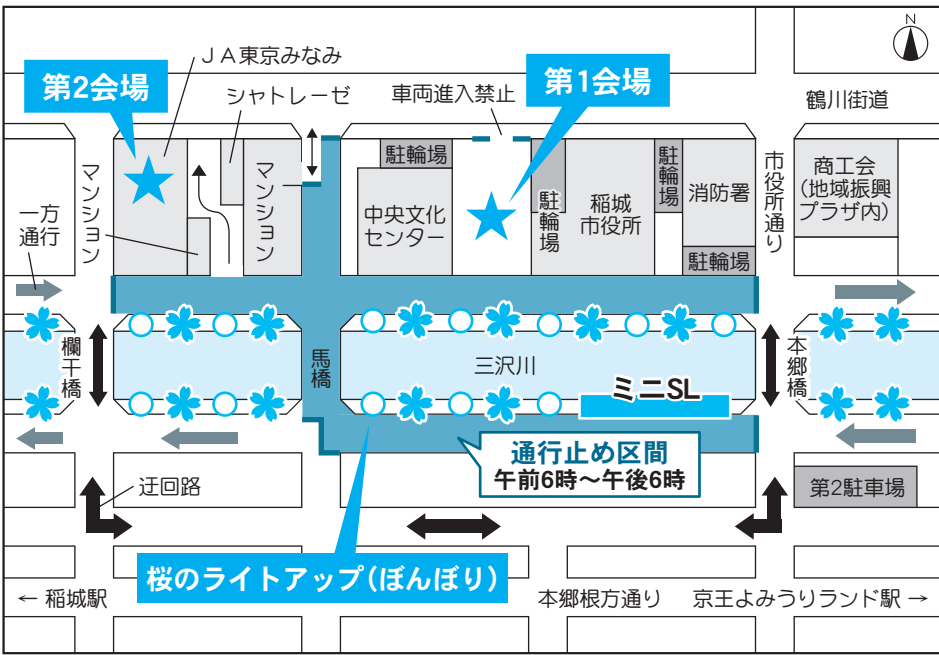 N
JA東京みなみ
第2会場
シャトレーゼ
車両進入禁止
第1会場
鶴川街道
一方
通行
マンション
マンション
駐輪場
中央文化
センター
駐輪場
稲城
市役所
駐輪場
消防署
駐輪場
市役所通り
商工会
(地域振興
プラザ内)
欄干橋
馬橋
三沢川
ミニSL
本郷橋
通行止め区間
午前6時～午後6時
迂回路
第2駐車場
桜のライトアップ(ぼんぼり)
← 稲城駅
本郷根方通り
京王よみうりランド駅 →